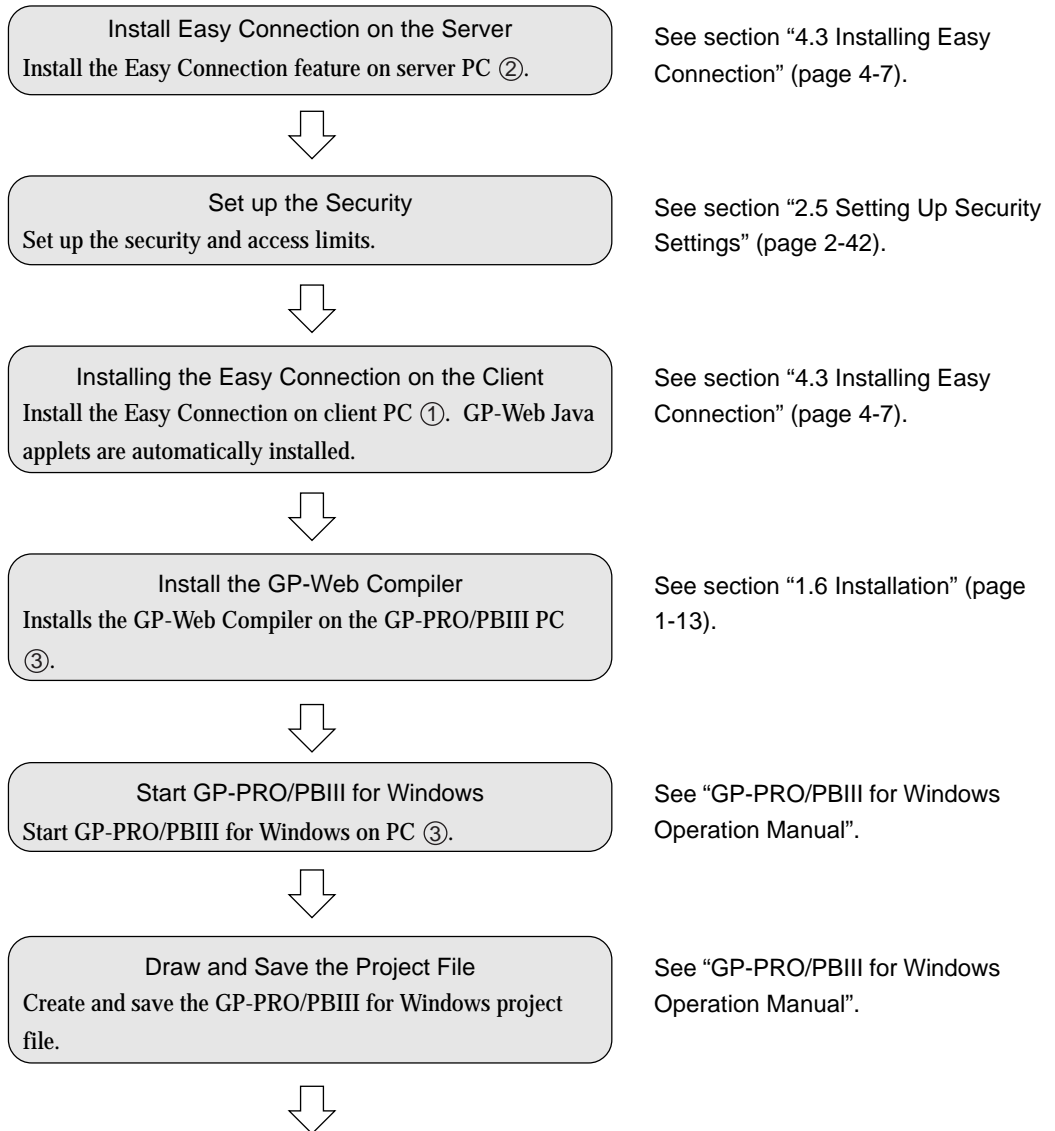 Install Easy Connection on the Server
Install the Easy Connection feature on server PC ②.
See section “4.3 Installing Easy
Connection” (page 4-7).
Set up the Security
Set up the security and access limits.
See section “2.5 Setting Up Security
Settings” (page 2-42).
Installing the Easy Connection on the Client
Install the Easy Connection on client PC ①. GP-Web Java
applets are automatically installed.
See section “4.3 Installing Easy
Connection” (page 4-7).
Install the GP-Web Compiler
Installs the GP-Web Compiler on the GP-PRO/PBIII PC
③.
See section “1.6 Installation” (page
1-13).
Start GP-PRO/PBIII for Windows
Start GP-PRO/PBIII for Windows on PC ③.
See “GP-PRO/PBIII for Windows
Operation Manual”.
Draw and Save the Project File
Create and save the GP-PRO/PBIII for Windows project
file.
See “GP-PRO/PBIII for Windows
Operation Manual”.